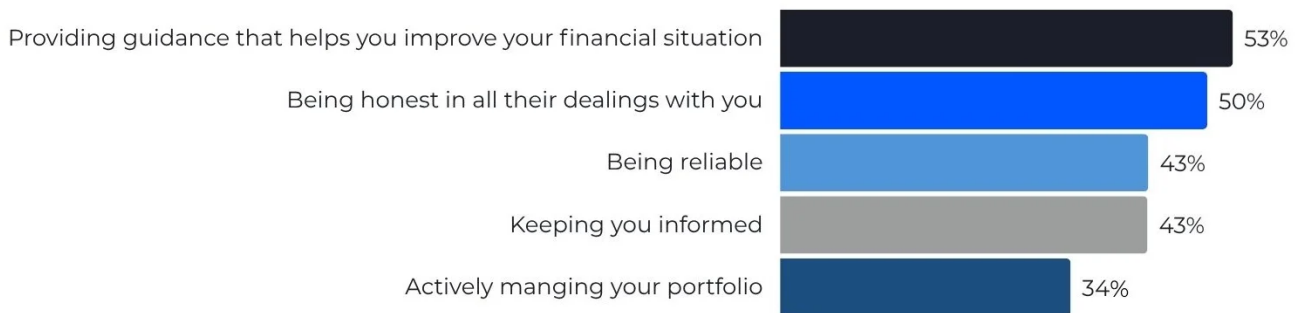 Providing guidance that helps you improve your financial situation 53%
Being honest in all their dealings with you 50%
Being reliable 43%
Keeping you informed 43%
Actively manging your portfolio 34%